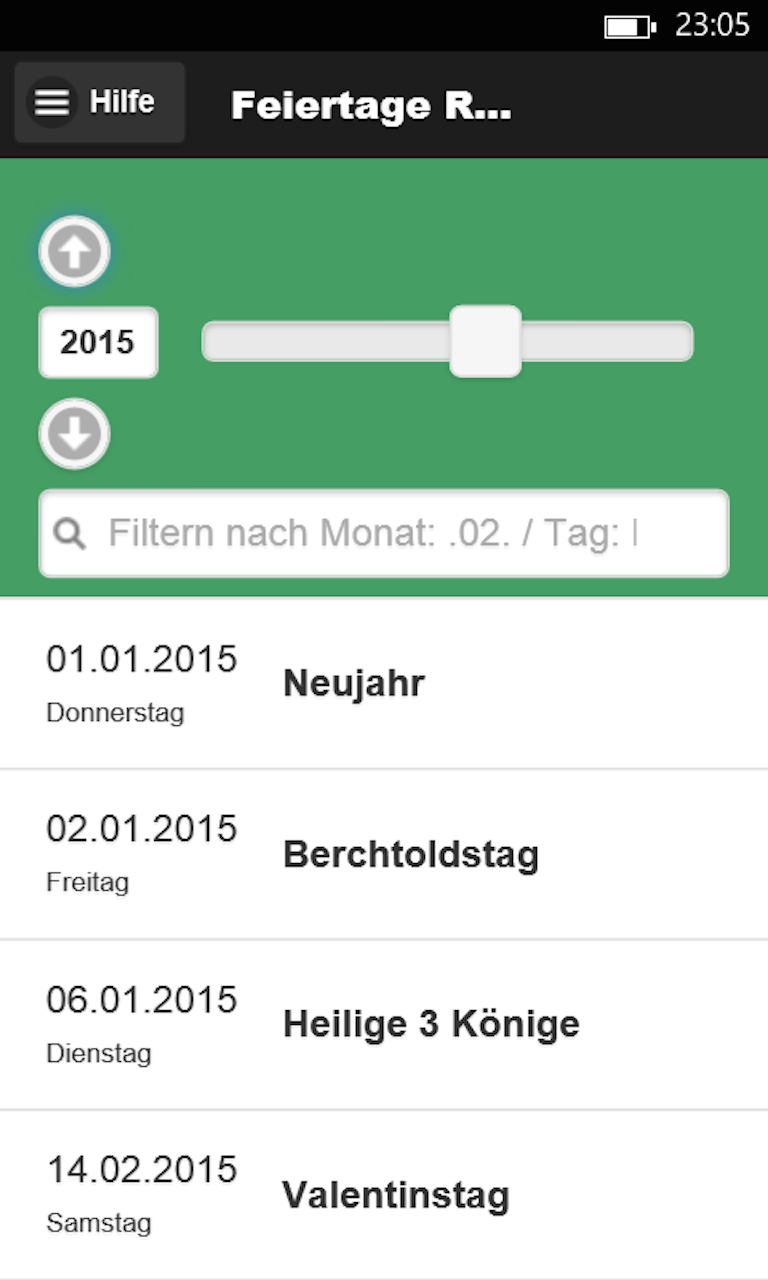 23:05
Hilfe
Feiertage R...
2015
Filtern nach Monat: .02. / Tag:
01.01.2015
Donnerstag
Neujahr
02.01.2015
Freitag
Berchtoldstag
06.01.2015
Dienstag
Heilige 3 Könige
14.02.2015
Samstag
Valentinstag